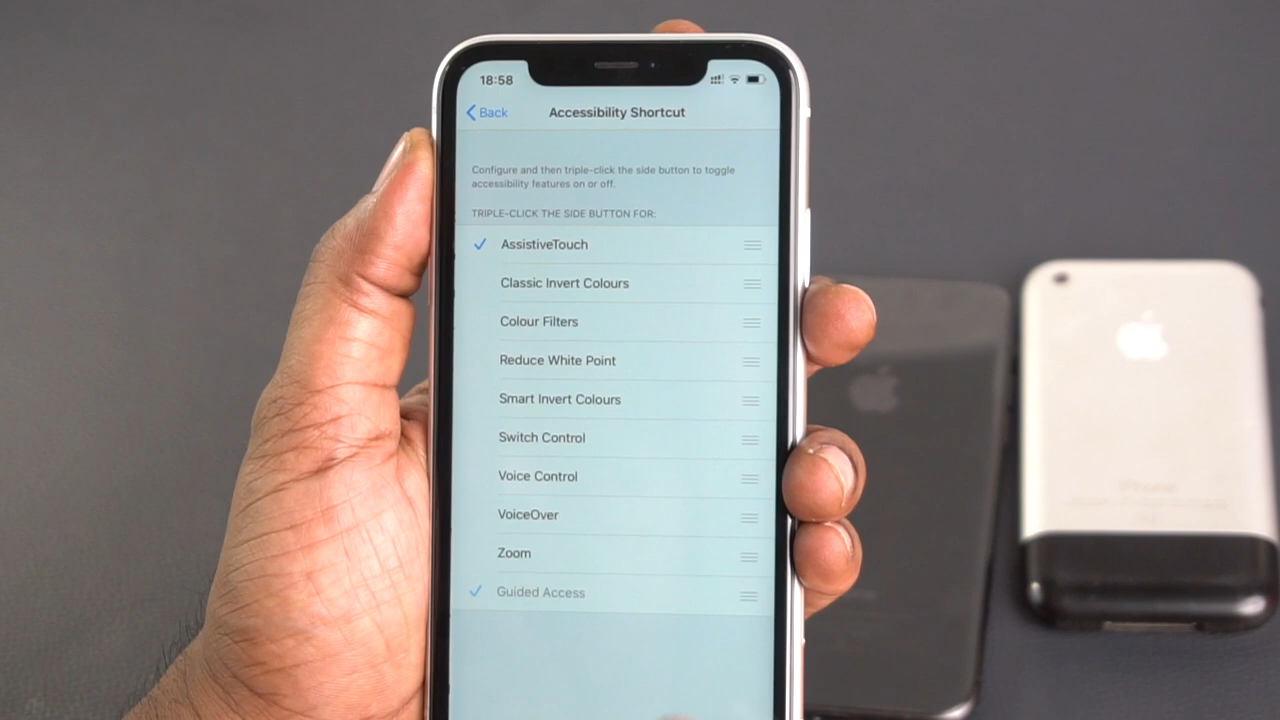 18:58
Back
Accessibility Shortcut
Configure and then triple-click the side button to toggle
accessibility features on or off.
TRIPLE-CLICK THE SIDE BUTTON FOR:
AssistiveTouch
Classic Invert Colours
Colour Filters
Reduce White Point
Smart Invert Colours
Switch Control
Voice Control
VoiceOver
Zoom
Guided Access
iPhone